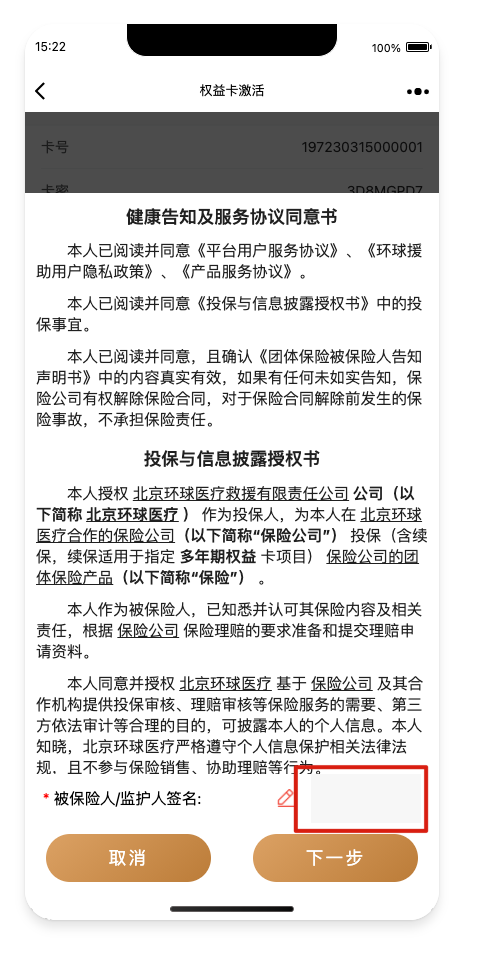 15:22
100%
权益卡激活
卡号
197230315000001
卡密
3D8MGPD7
健康告知及服务协议同意书
本人已阅读并同意《平台用户服务协议》、《环球援
助用户隐私政策》、《产品服务协议》。
本人已阅读并同意《投保与信息披露授权书》中的投
保事宜。
本人已阅读并同意，且确认《团体保险被保险人告知
声明书》中的内容真实有效，如果有任何未如实告知，保
险公司有权解除保险合同，对于保险合同解除前发生的保
险事故，不承担保险责任。
投保与信息披露授权书
本人授权 北京环球医疗救援有限责任公司 公司（以
下简称 北京环球医疗 ） 作为投保人，为本人在 北京环球
医疗合作的保险公司（以下简称“保险公司”） 投保（含续
保，续保适用于指定 多年期权益 卡项目） 保险公司的团
体保险产品（以下简称“保险”） 。
本人作为被保险人，已知悉并认可其保险内容及相关
责任，根据 保险公司 保险理赔的要求准备和提交理赔申
请资料。
本人同意并授权 北京环球医疗 基于 保险公司 及其合
作机构提供投保审核、理赔审核等保险服务的需要、第三
方依法审计等合理的目的，可披露本人的个人信息。本人
知晓，北京环球医疗严格遵守个人信息保护相关法律法
规，且不参与保险销售、协助理赔等行为。
* 被保险人/监护人签名:
取消
下一步